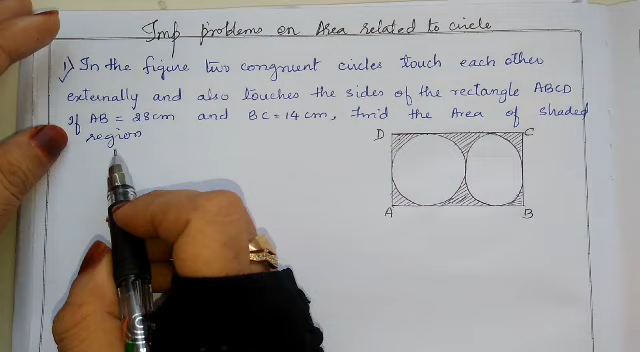 Imp problems on Area related to circle
1) In the figure two congruent circles touch each other
externally and also touches the sides of the rectangle ABCD
If AB = 28cm and BC = 14cm, Find the Area of shaded
region
D C
A B